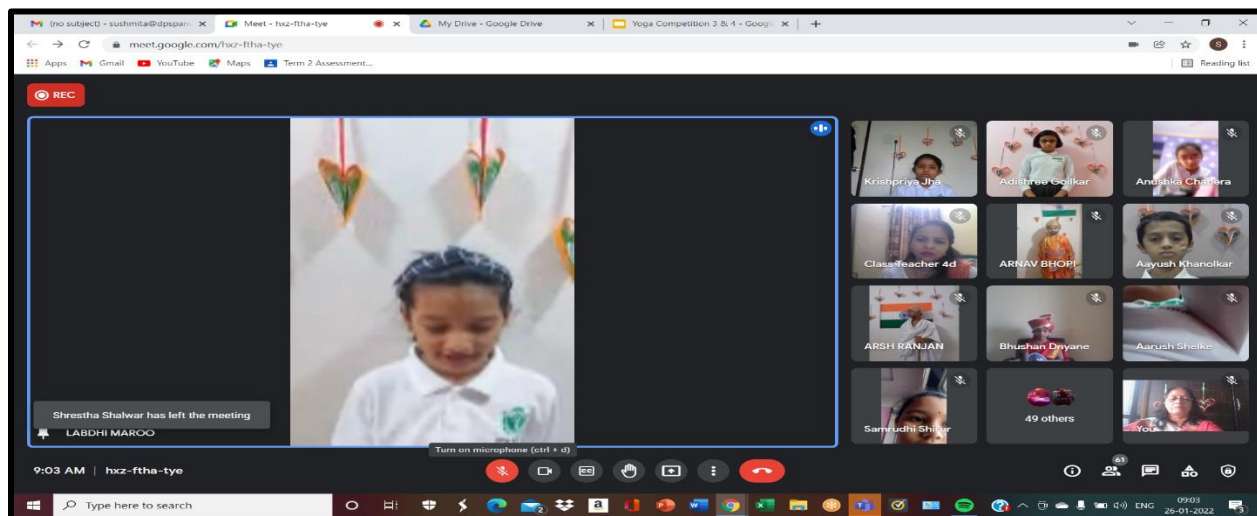 (no subject) - sushmita@dpspan
Meet - hxz-ftha-tye
My Drive - Google Drive
Yoga Competition 3 & 4 - Googl
meet.google.com/hxz-ftha-tye
S
Apps
Gmail
YouTube
Maps
Term 2 Assessment...
Reading list
REC
Krishpriya Jha
Adishree Goilkar
Anushka Chahera
Class Teacher 4d
ARNAV BHOPI
Aayush Khanolkar
ARSH RANJAN
Bhushan Dnyane
Aarush Shelke
Samrudhi Shirur
49 others
You
Shrestha Shalwar has left the meeting
LABDHI MAROO
Turn on microphone (ctrl + d)
9:03 AM | hxz-ftha-tye
61
Type here to search
ENG
09:03
26-01-2022